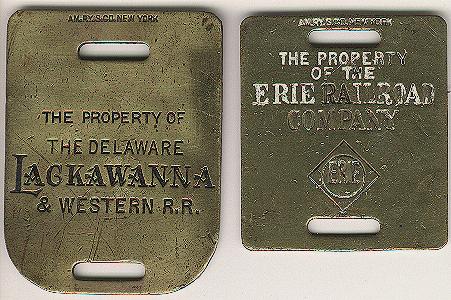 AM.RY.S.CO. NEW YORK
THE PROPERTY OF
THE DELAWARE
LACKAWANNA
& WESTERN R.R.
AM.RY.S.CO. NEW YORK
THE PROPERTY
OF THE
ERIE RAILROAD
COMPANY
ERIE